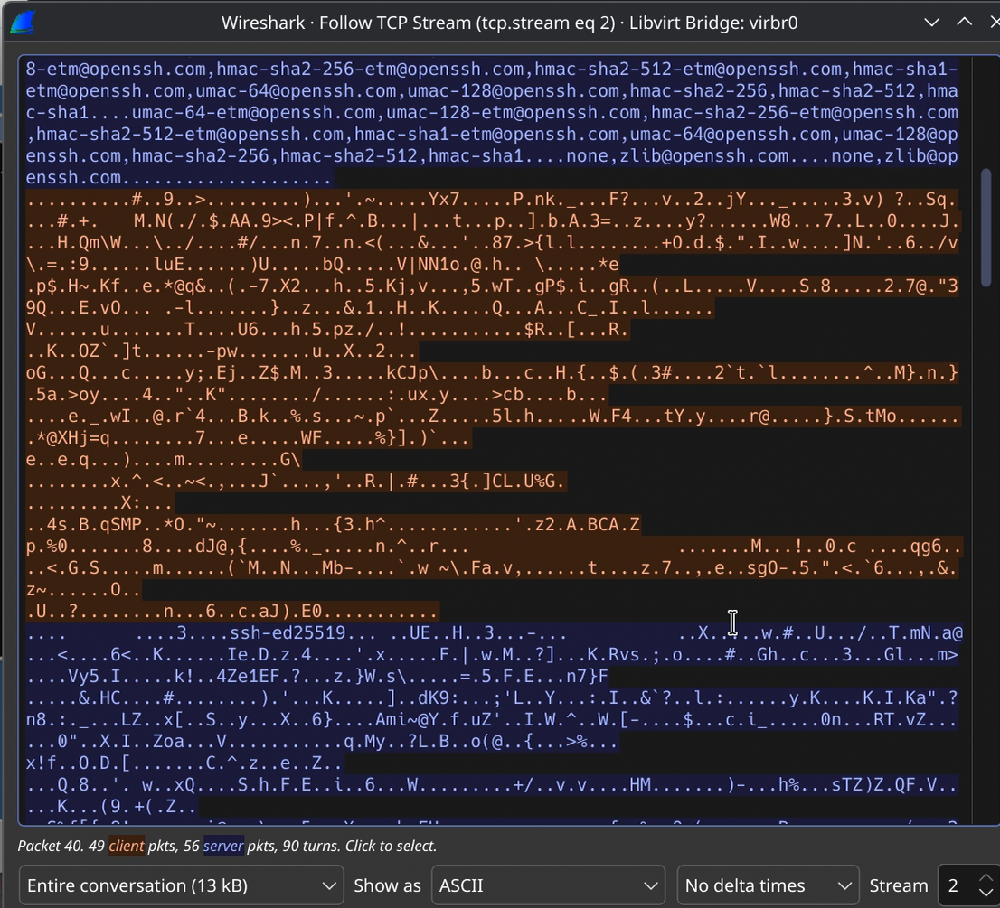 Wireshark · Follow TCP Stream (tcp.stream eq 2) · Libvirt Bridge: virbr0
8-etm@openssh.com,hmac-sha2-256-etm@openssh.com,hmac-sha2-512-etm@openssh.com,hmac-sha1-
etm@openssh.com,umac-64@openssh.com,umac-128@openssh.com,hmac-sha2-256,hmac-sha2-512,hma
c-sha1....umac-64-etm@openssh.com,umac-128-etm@openssh.com,hmac-sha2-256-etm@openssh.com
,hmac-sha2-512-etm@openssh.com,hmac-sha1-etm@openssh.com,umac-64@openssh.com,umac-128@op
enssh.com,hmac-sha2-256,hmac-sha2-512,hmac-sha1....none,zlib@openssh.com....none,zlib@op
enssh.com...................
..........#..9..>..........)...'.~.....Yx7.....P.nk_....F?...v..2..jY.......3.v) ?..Sq.
...#.+.   M.N(./.$.AA.9><.P|f.^.B...|...t...p..].b.A.3=..z....y?......W8...7..L..0....J.
...H.Qm\W...\../....#/...n.7..n.<(...&...'..87.>{l.l........+O.d.$.".I..w....]N.'..6../v
\.=.:9......luE......)U.....bQ.....V|NN1o.@.h.. \.....*e
.p$.H~.Kf..e.*@q&..(.-7.X2...h..5.Kj,v...,5.wT..gP$.i..gR..(..L.....V....S.8.....2.7@."3
9Q...E.vO... .-l.......}..z...&.1..H..K.....Q...A...C_.I..l......
V......u.......T....U6...h.5.pz./..!...........$R..[...R.
..K..OZ`.]t......-pw.......u..X..2...
oG...Q...c.....y;.Ej..Z$.M..3.....kCJp\....b...c..H.{..$.(.3#....2`t.`l........^..M}.n.}
.5a.>oy....4.."..K"......../......:.ux.y....>cb....b...
....e._.wI..@.r`4...B.k..%.s...~.p`...Z.....5l.h.....W.F4...tY.y....r@.....}.S.tMo......
.*@XHj=q........7...e.....WF.....%}].)`...
e..e.q...)....m.........G\
........x.^.<..~<.,...J`....,'..R.|.#...3{.]CL.U%G.
.........X:...
..4s.B.qSMP..*O."~.......h...{3.h^............'.z2.A.BCA.Z
p.%0.......8....dJ@,{....%._.....n.^..r...                     .......M...!..0.c ....qg6..
..<.G.S.....m......(`M..N...Mb-....`.w ~\.Fa.v,......t....z.7..,.e..sgO-.5.".<.`6...,.&.
z~......O..
.U..?........n...6..c.aJ).E0...........
....     ....3....ssh-ed25519... ..UE..H..3...-...           ..X.....w.#..U.../..T.mN.a@
...<....6<..K......Ie.D.z.4....'.x.....F.|.w.M..?]...K.Rvs.;.o....#..Gh..c...3...Gl...m>
....Vy5.I.....k!..4Ze1EF.?...z.}W.s\.....=.5.F.E...n7}F
.....&.HC....#........).'...K.....]..dK9:...;'L..Y...:.I..&`?..l.:......y.K....K.I.Ka".?
n8.:._...LZ..x[..S..y...X..6}....Ami~@Y.f.uZ'..I.W.^..W.[-....$...c.i_.....0n...RT.vZ...
...0"..X.I..Zoa...V...........q.My..?L.B..o(@..{...>%...
x!f..O.D.[.......C.^.z..e..Z..
...Q.8..'. w..xQ....S.h.F.E..i..6...W.........+/..v.v....HM.......)-...h%...sTZ)Z.QF.V..
...K...(9.+(.Z..
Packet 40. 49 client pkts, 56 server pkts, 90 turns. Click to select.
Entire conversation (13 kB) Show as ASCII No delta times Stream 2